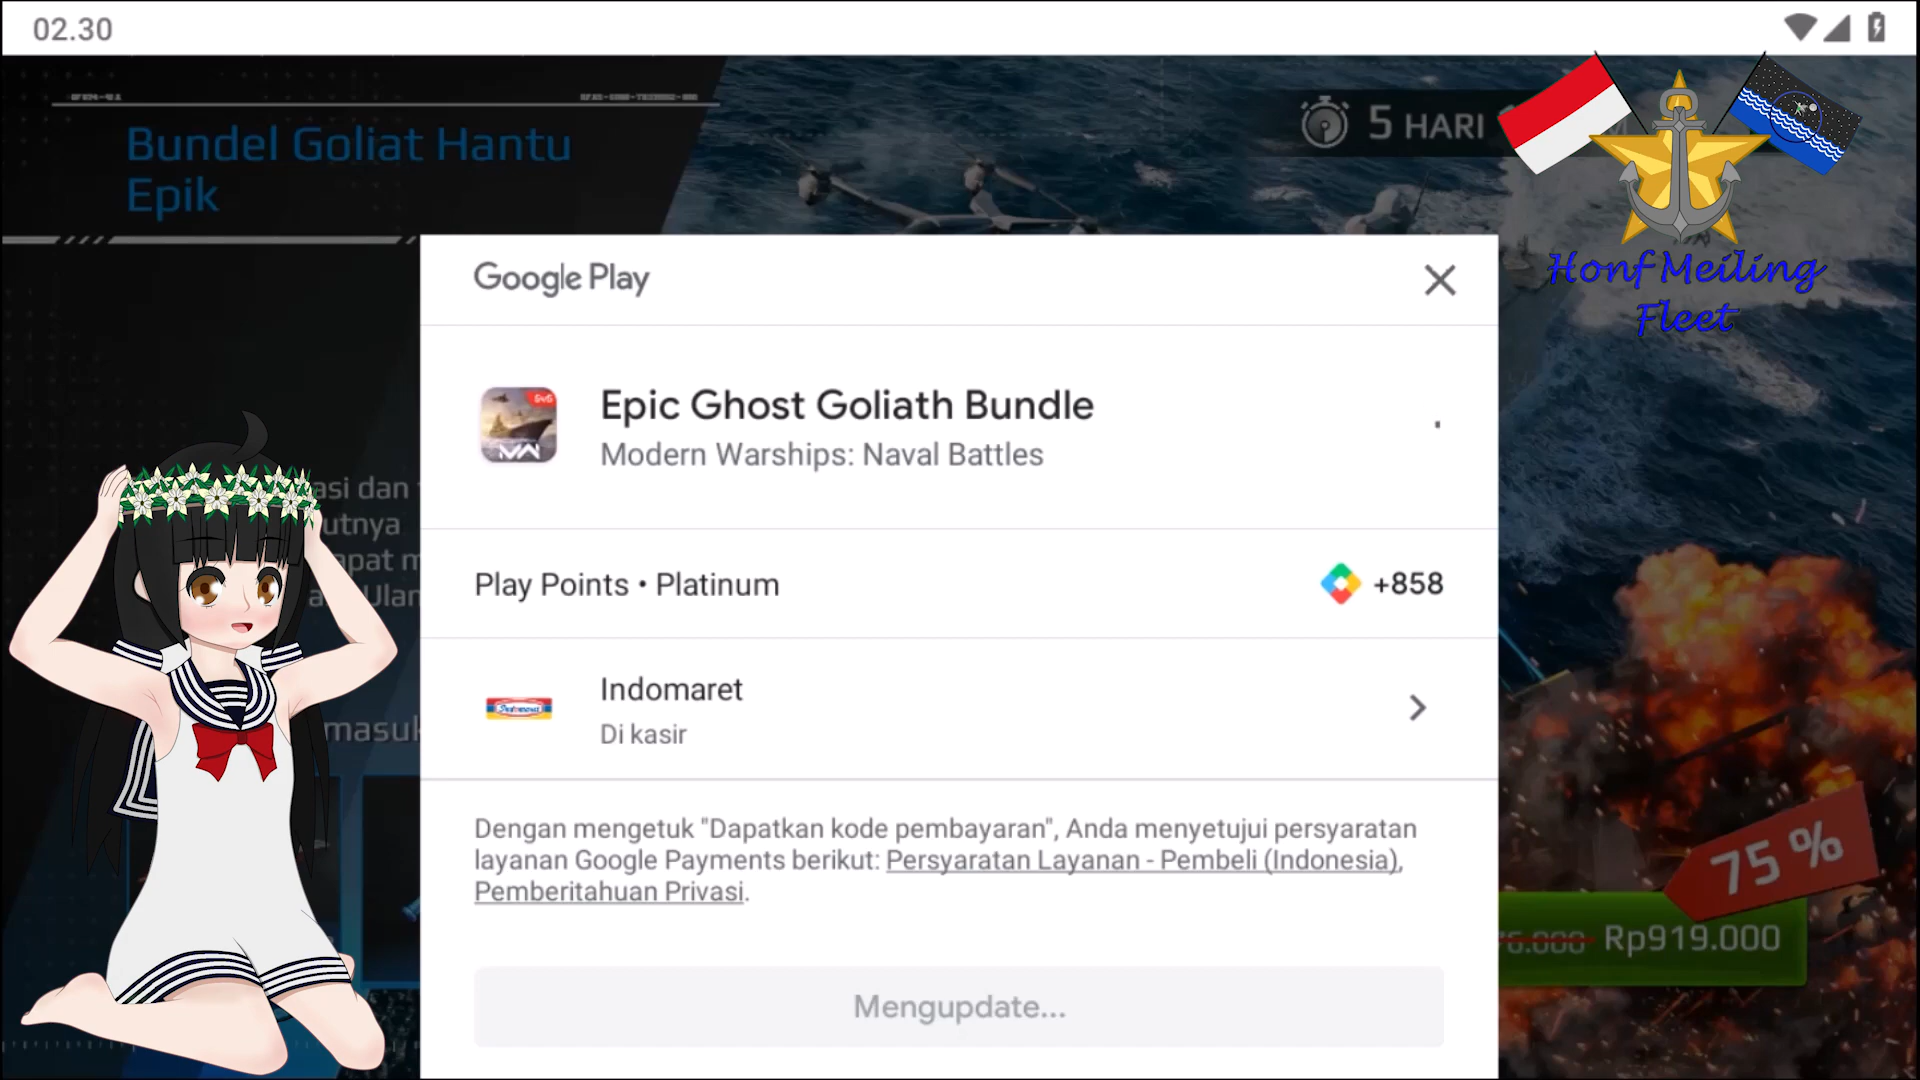 02.30
Bundel Goliat Hantu
Epik
5 HARI
Honf Meiling
Fleet
Google Play
Epic Ghost Goliath Bundle
Modern Warships: Naval Battles
Play Points • Platinum
+858
Indomaret
Di kasir
Dengan mengetuk "Dapatkan kode pembayaran", Anda menyetujui persyaratan
layanan Google Payments berikut: Persyaratan Layanan - Pembeli (Indonesia),
Pemberitahuan Privasi.
Mengupdate...
75 %
Rp919.000